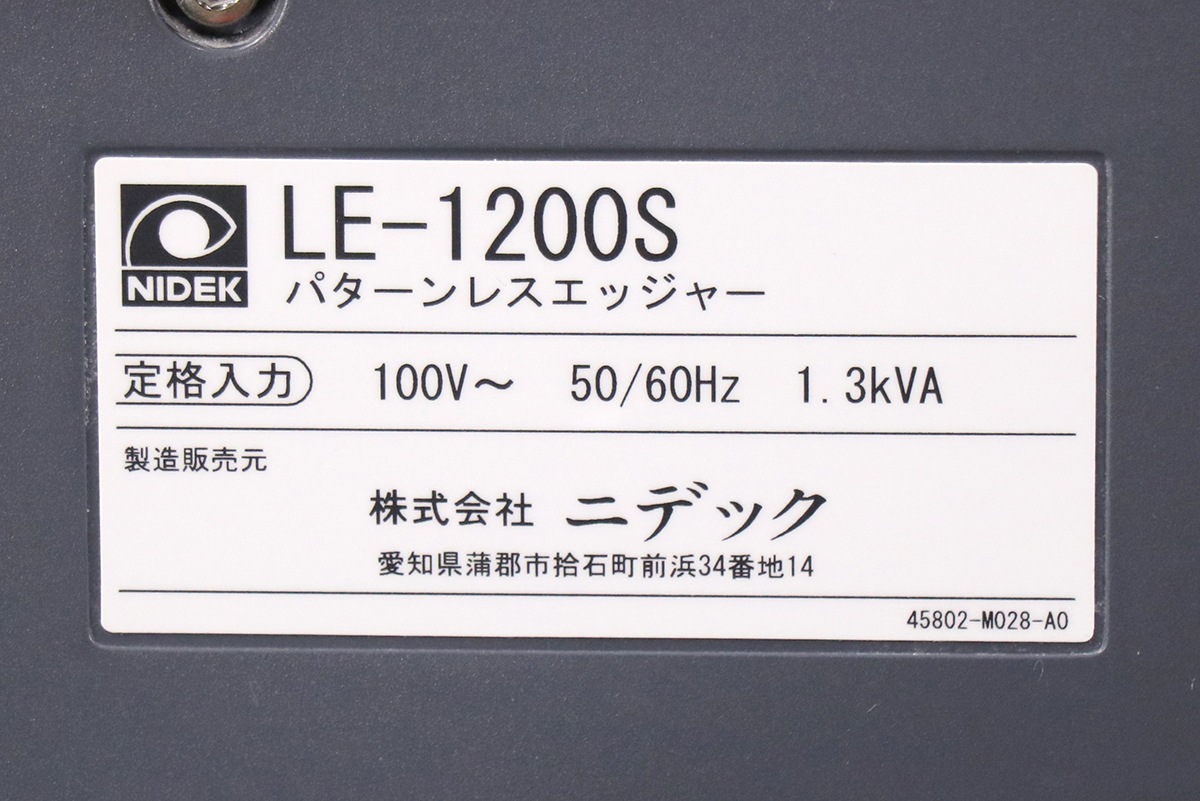 NIDEK
LE-1200S
パターンレスエッジャー
定格入力 100V～ 50/60Hz 1.3kVA
製造販売元
株式会社 ニデック
愛知県蒲郡市拾石町前浜34番地14
45802-M028-A0